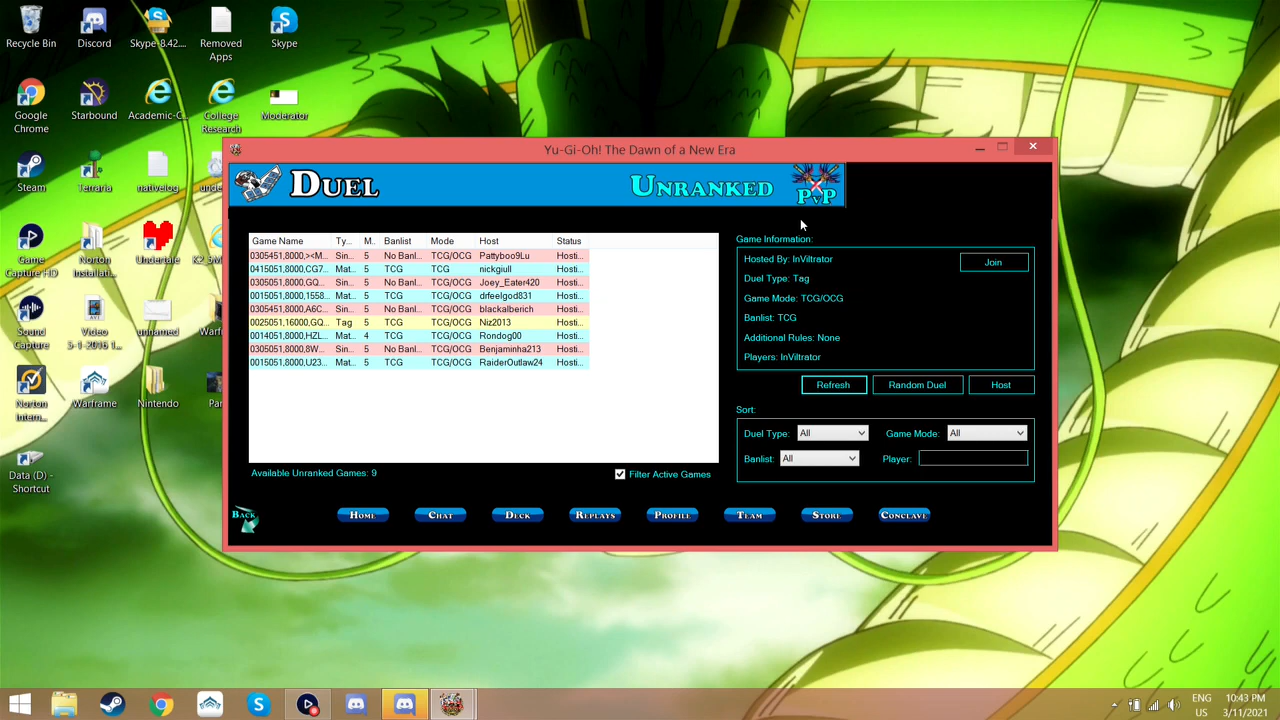 Recycle Bin
Discord
Skype-8.42....
Removed Apps
Skype
Google Chrome
Starbound
Academic-C...
College Research
Moderator
Steam
Terraria
nativelog
Game Capture HD
Norton Installati...
Undertale
Sound Capture
Video 5-1-2016 1...
unnamed
Norton Intern...
Warframe
Nintendo
Data (D) - Shortcut
Yu-Gi-Oh! The Dawn of a New Era
DUEL
UNRANKED
PvP
Game Name Ty... M.. Banlist Mode Host Status
0305451,8000,><M... Sin... 5 No Banl... TCG/OCG Pattyboo9Lu Hosti...
0415051,8000,CG7... Mat... 5 TCG TCG nickgiull Hosti...
0305051,8000,GQ... Sin... 5 No Banl... TCG/OCG Joey_Eater420 Hosti...
0015051,8000,1558... Mat... 5 TCG TCG/OCG drfeelgod831 Hosti...
0305451,8000,A6C... Sin... 5 No Banl... TCG/OCG blackalberich Hosti...
0025051,16000,GQ... Tag 5 TCG TCG/OCG Niz2013 Hosti...
0014051,8000,HZL... Mat... 4 TCG TCG/OCG Rondog00 Hosti...
0305051,8000,8W... Sin... 5 No Banl... TCG/OCG Benjaminha213 Hosti...
0015051,8000,U23... Mat... 5 TCG TCG/OCG RaiderOutlaw24 Hosti...
Available Unranked Games: 9
Filter Active Games
Game Information:
Hosted By: InViltrator
Join
Duel Type: Tag
Game Mode: TCG/OCG
Banlist: TCG
Additional Rules: None
Players: InViltrator
Refresh
Random Duel
Host
Sort:
Duel Type: All
Game Mode: All
Banlist: All
Player:
BACK
HOME
CHAT
DECK
REPLAYS
PROFILE
TEAM
STORE
CONCLAVE
ENG
US
10:43 PM
3/11/2021